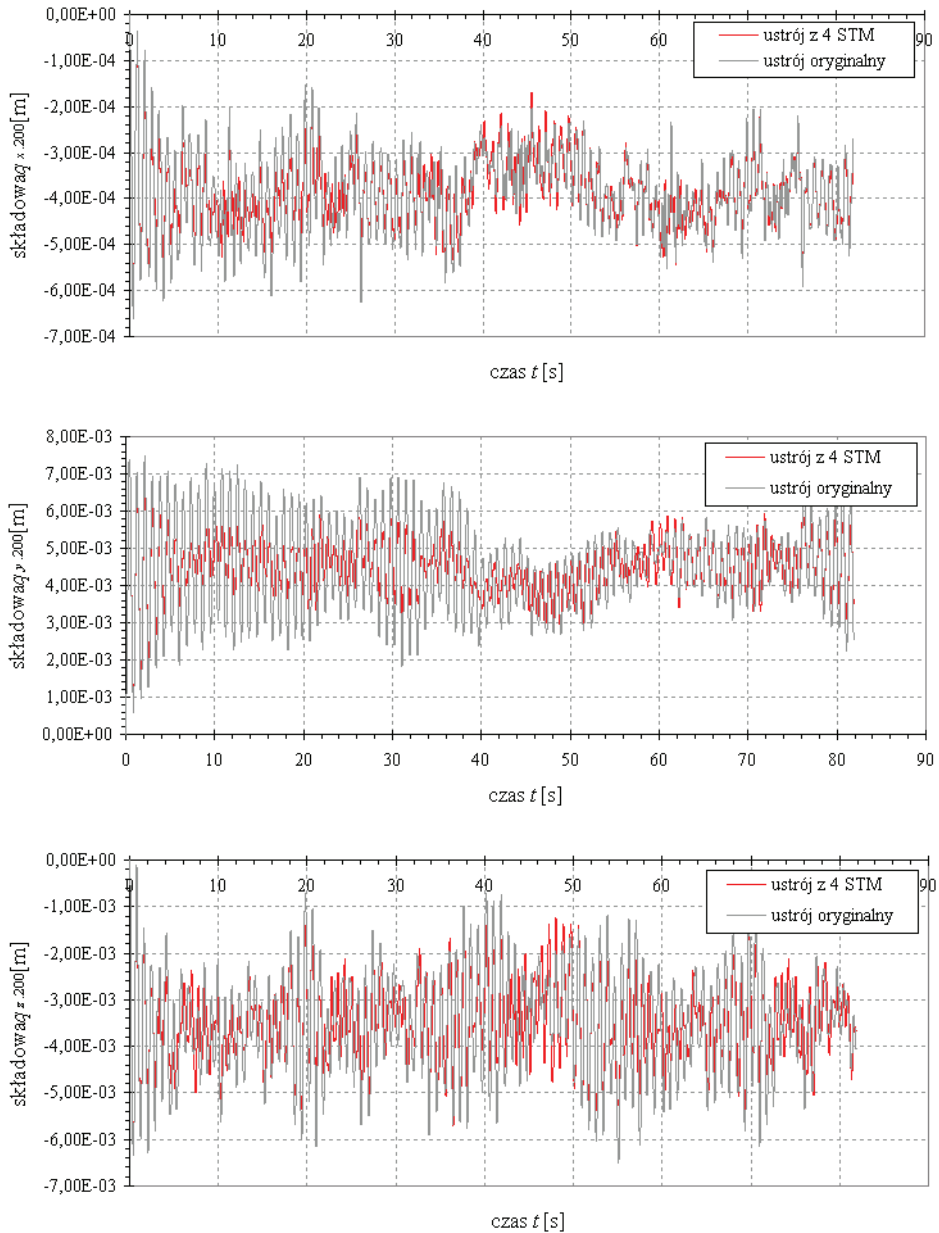 0,00E+00
-1,00E-04
-2,00E-04
-3,00E-04
-4,00E-04
-5,00E-04
-6,00E-04
-7,00E-04
0 10 20 30 40 50 60 70 80 90
składowa q x .200 [m]
ustrój z 4 STM
ustrój oryginalny
czas t [s]
8,00E-03
7,00E-03
6,00E-03
5,00E-03
4,00E-03
3,00E-03
2,00E-03
1,00E-03
0,00E+00
0 10 20 30 40 50 60 70 80 90
składowa q y .200 [m]
ustrój z 4 STM
ustrój oryginalny
czas t [s]
0,00E+00
-1,00E-03
-2,00E-03
-3,00E-03
-4,00E-03
-5,00E-03
-6,00E-03
-7,00E-03
0 10 20 30 40 50 60 70 80 90
składowa q z .200 [m]
ustrój z 4 STM
ustrój oryginalny
czas t [s]